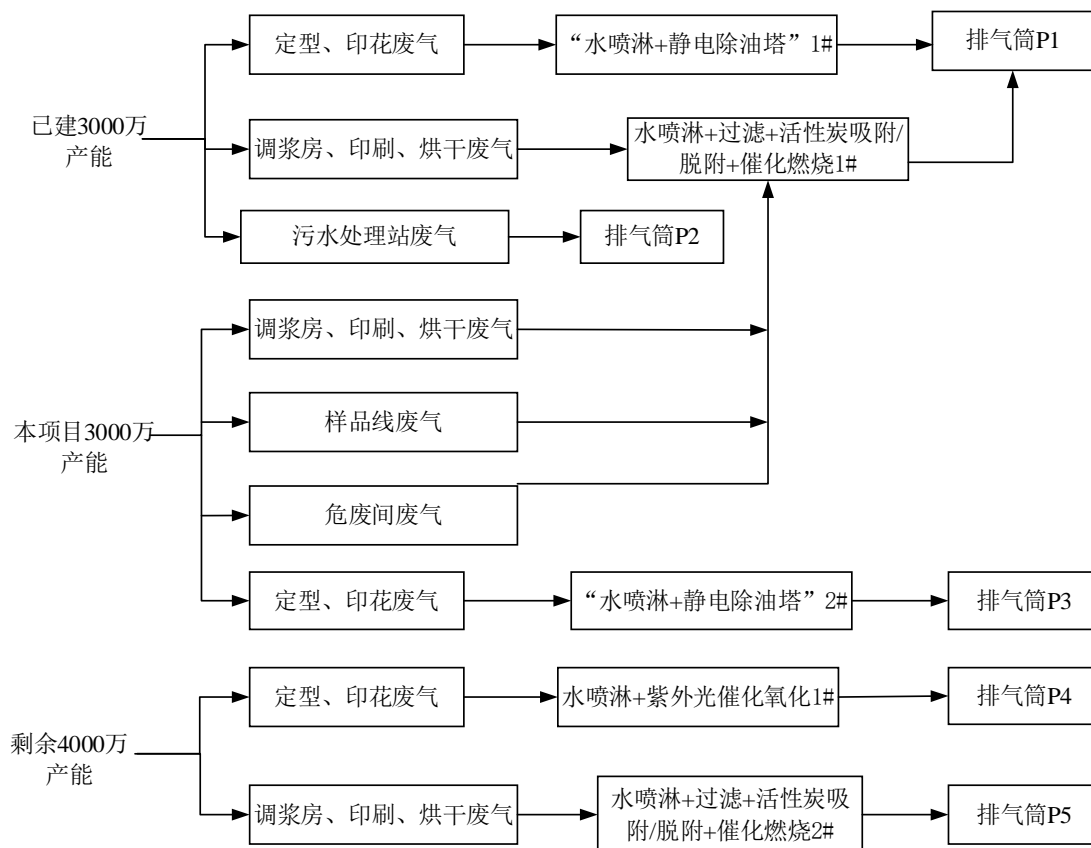 定型、印花废气
“水喷淋+静电除油塔”1#
排气筒P1
已建3000万
产能
调浆房、印刷、烘干废气
水喷淋+过滤+活性炭吸附/
脱附+催化燃烧1#
污水处理站废气
排气筒P2
调浆房、印刷、烘干废气
样品线废气
本项目3000万
产能
危废间废气
定型、印花废气
“水喷淋+静电除油塔”2#
排气筒P3
定型、印花废气
水喷淋+紫外光催化氧化1#
排气筒P4
剩余4000万
产能
调浆房、印刷、烘干废气
水喷淋+过滤+活性炭吸
附/脱附+催化燃烧2#
排气筒P5